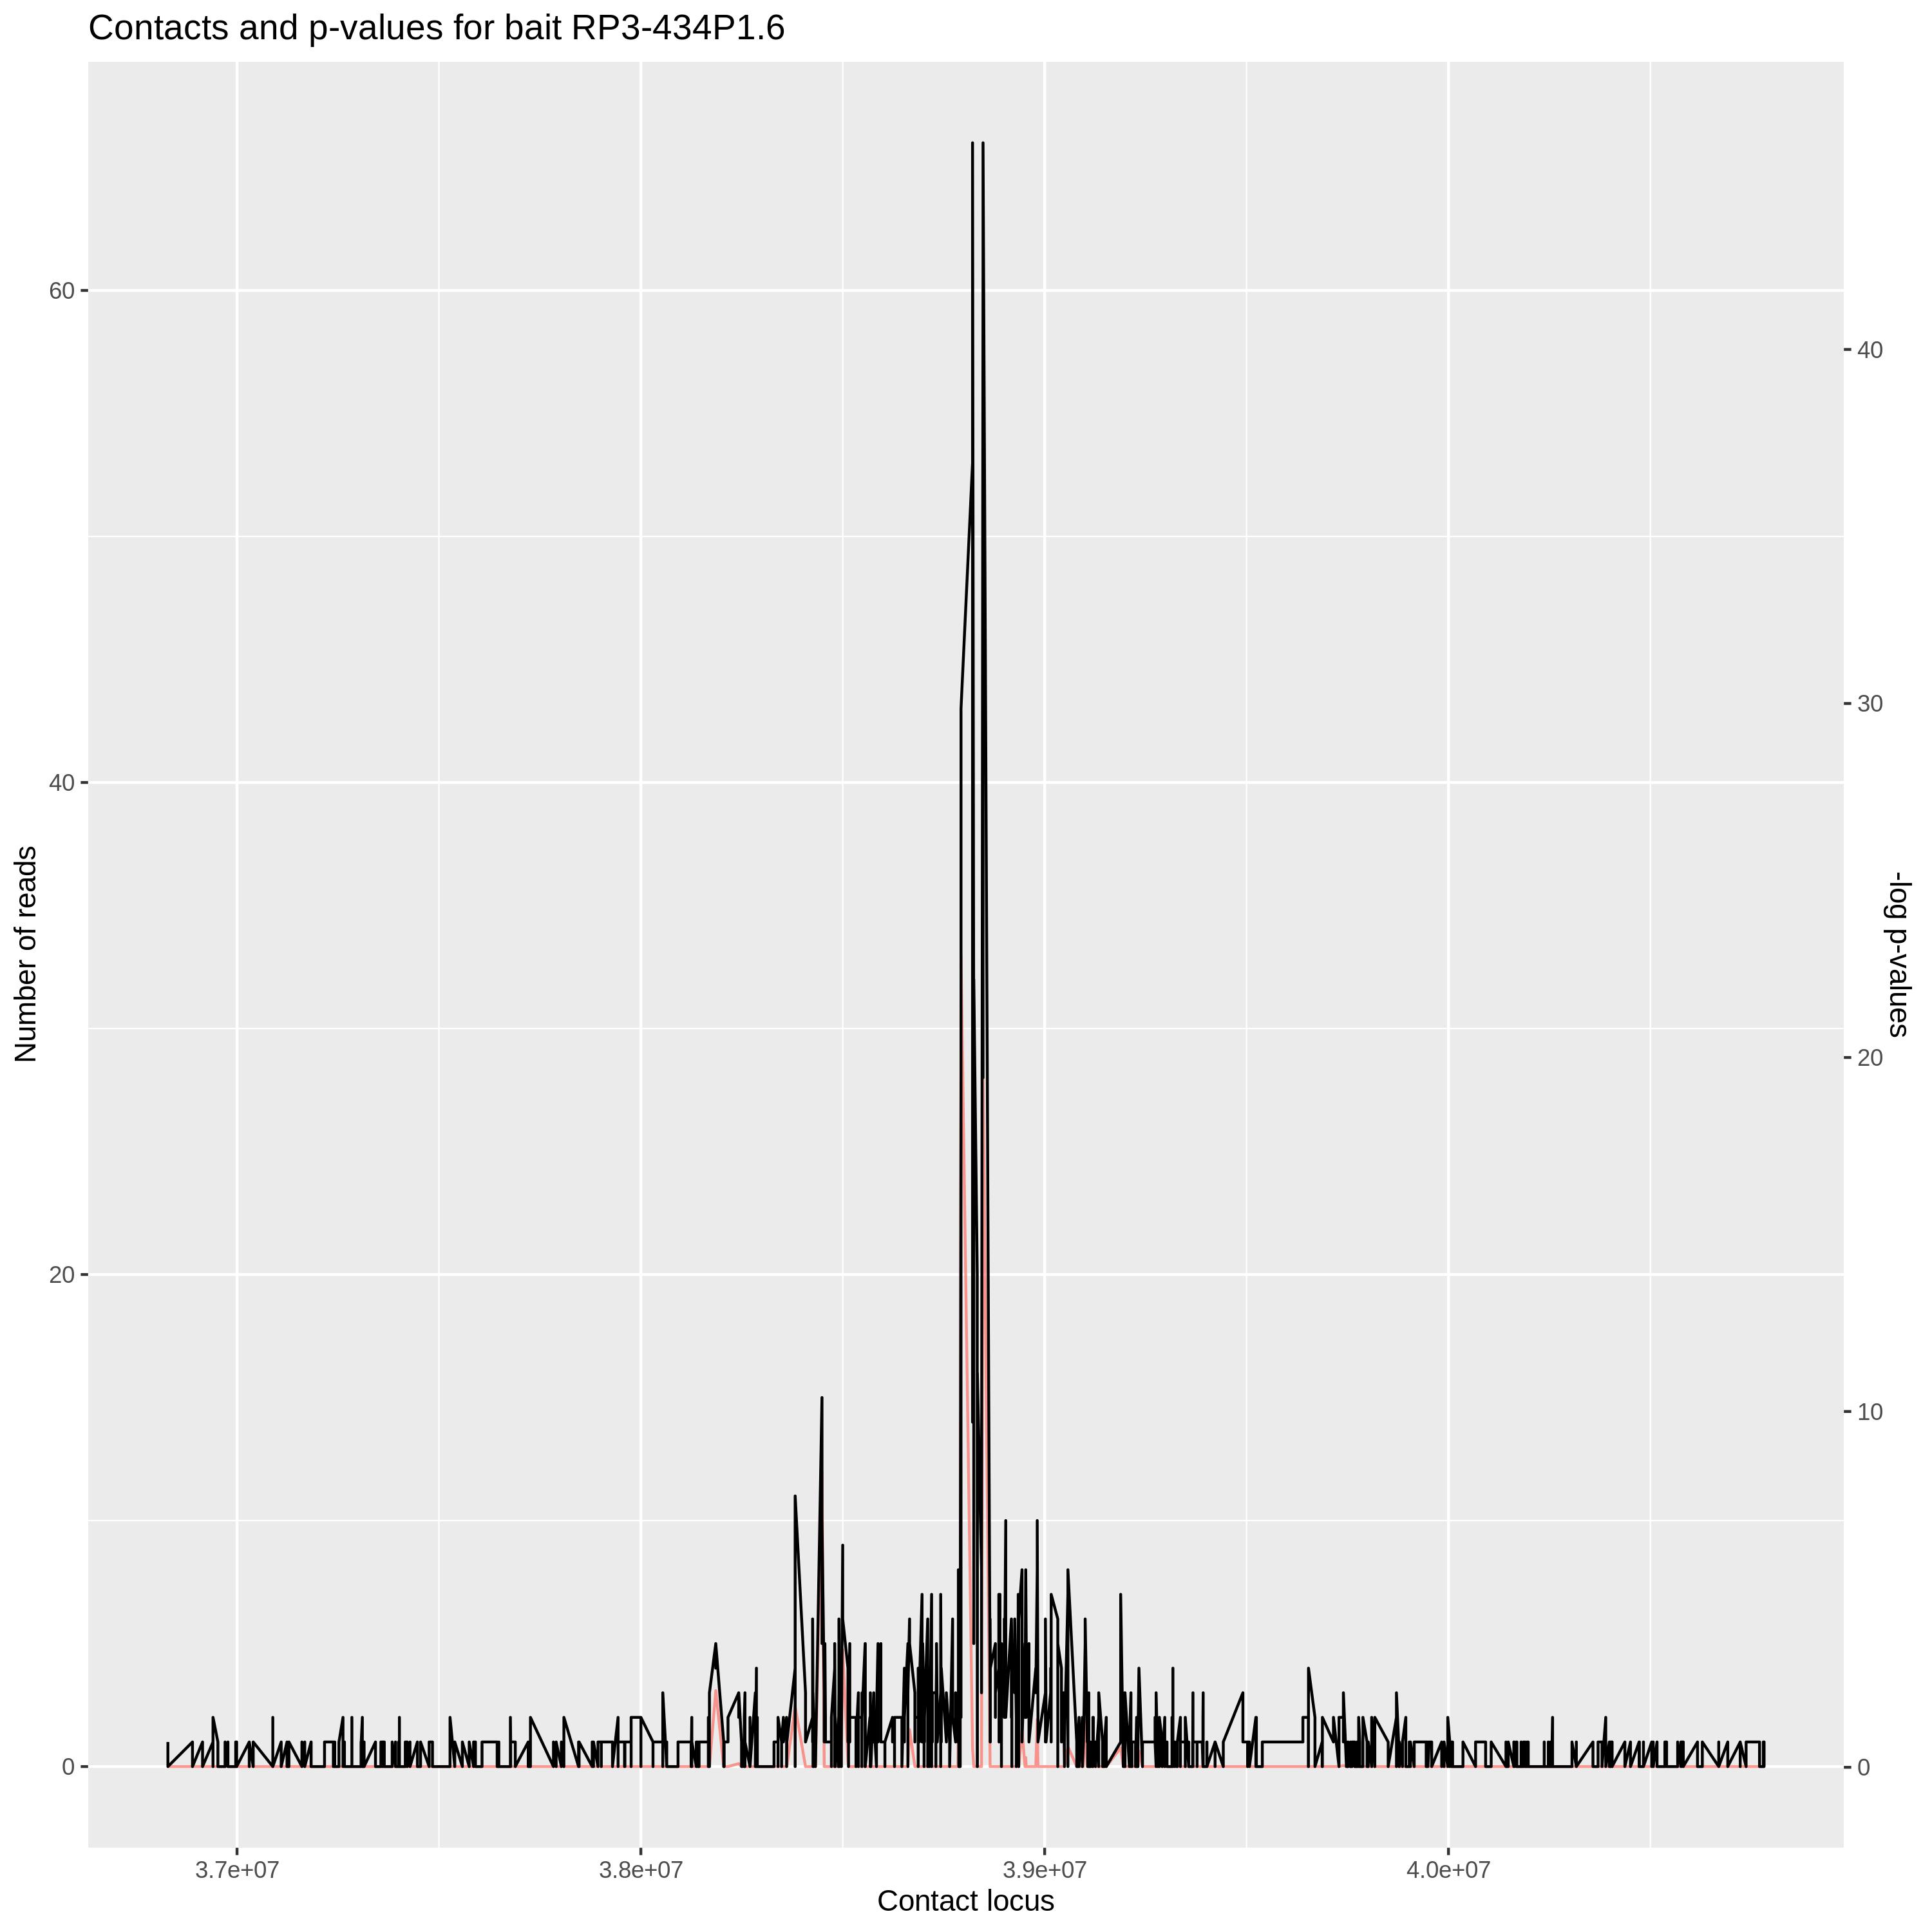 Contacts and p-values for bait RP3-434P1.6
60
40
20
0
Number of reads
40
30
20
10
0
-log p-values
3.7e+07
3.8e+07
3.9e+07
4.0e+07
Contact locus